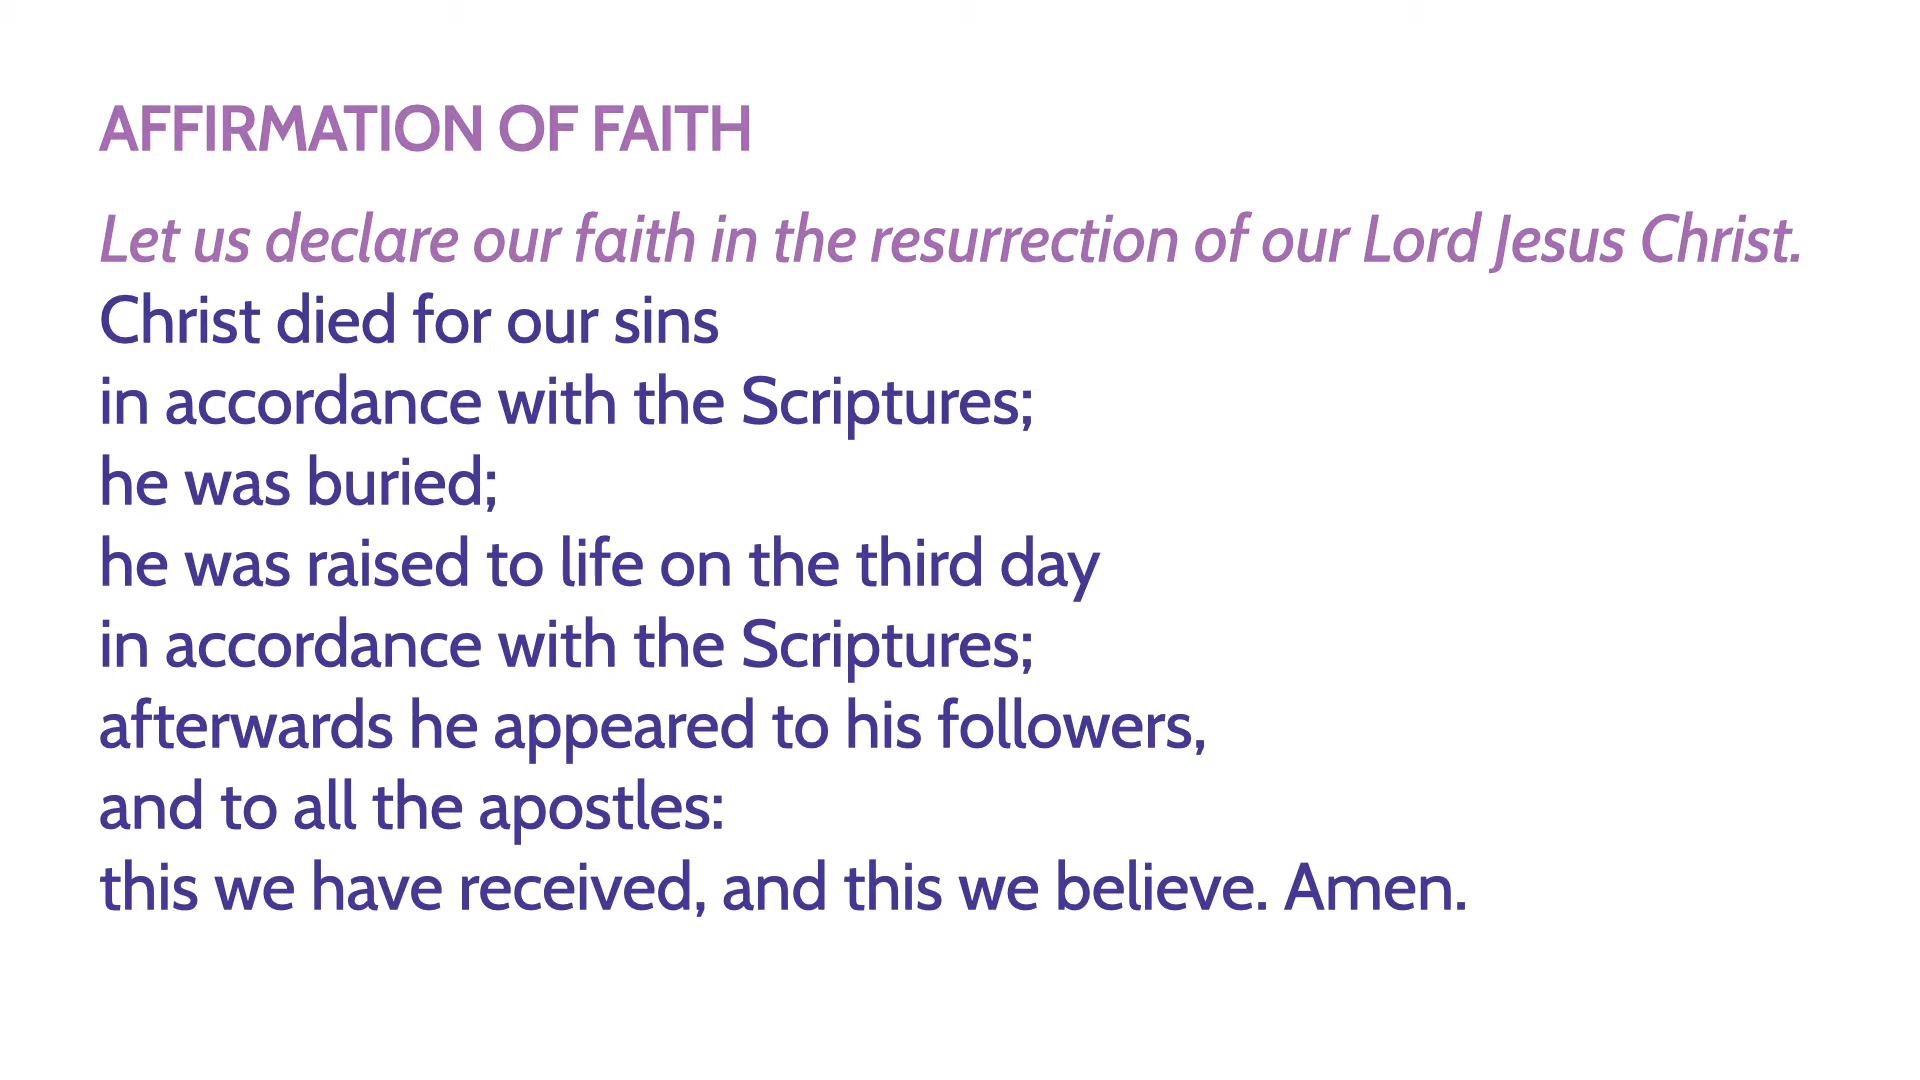 AFFIRMATION OF FAITH
Let us declare our faith in the resurrection of our Lord Jesus Christ.
Christ died for our sins
in accordance with the Scriptures;
he was buried;
he was raised to life on the third day
in accordance with the Scriptures;
afterwards he appeared to his followers,
and to all the apostles:
this we have received, and this we believe. Amen.